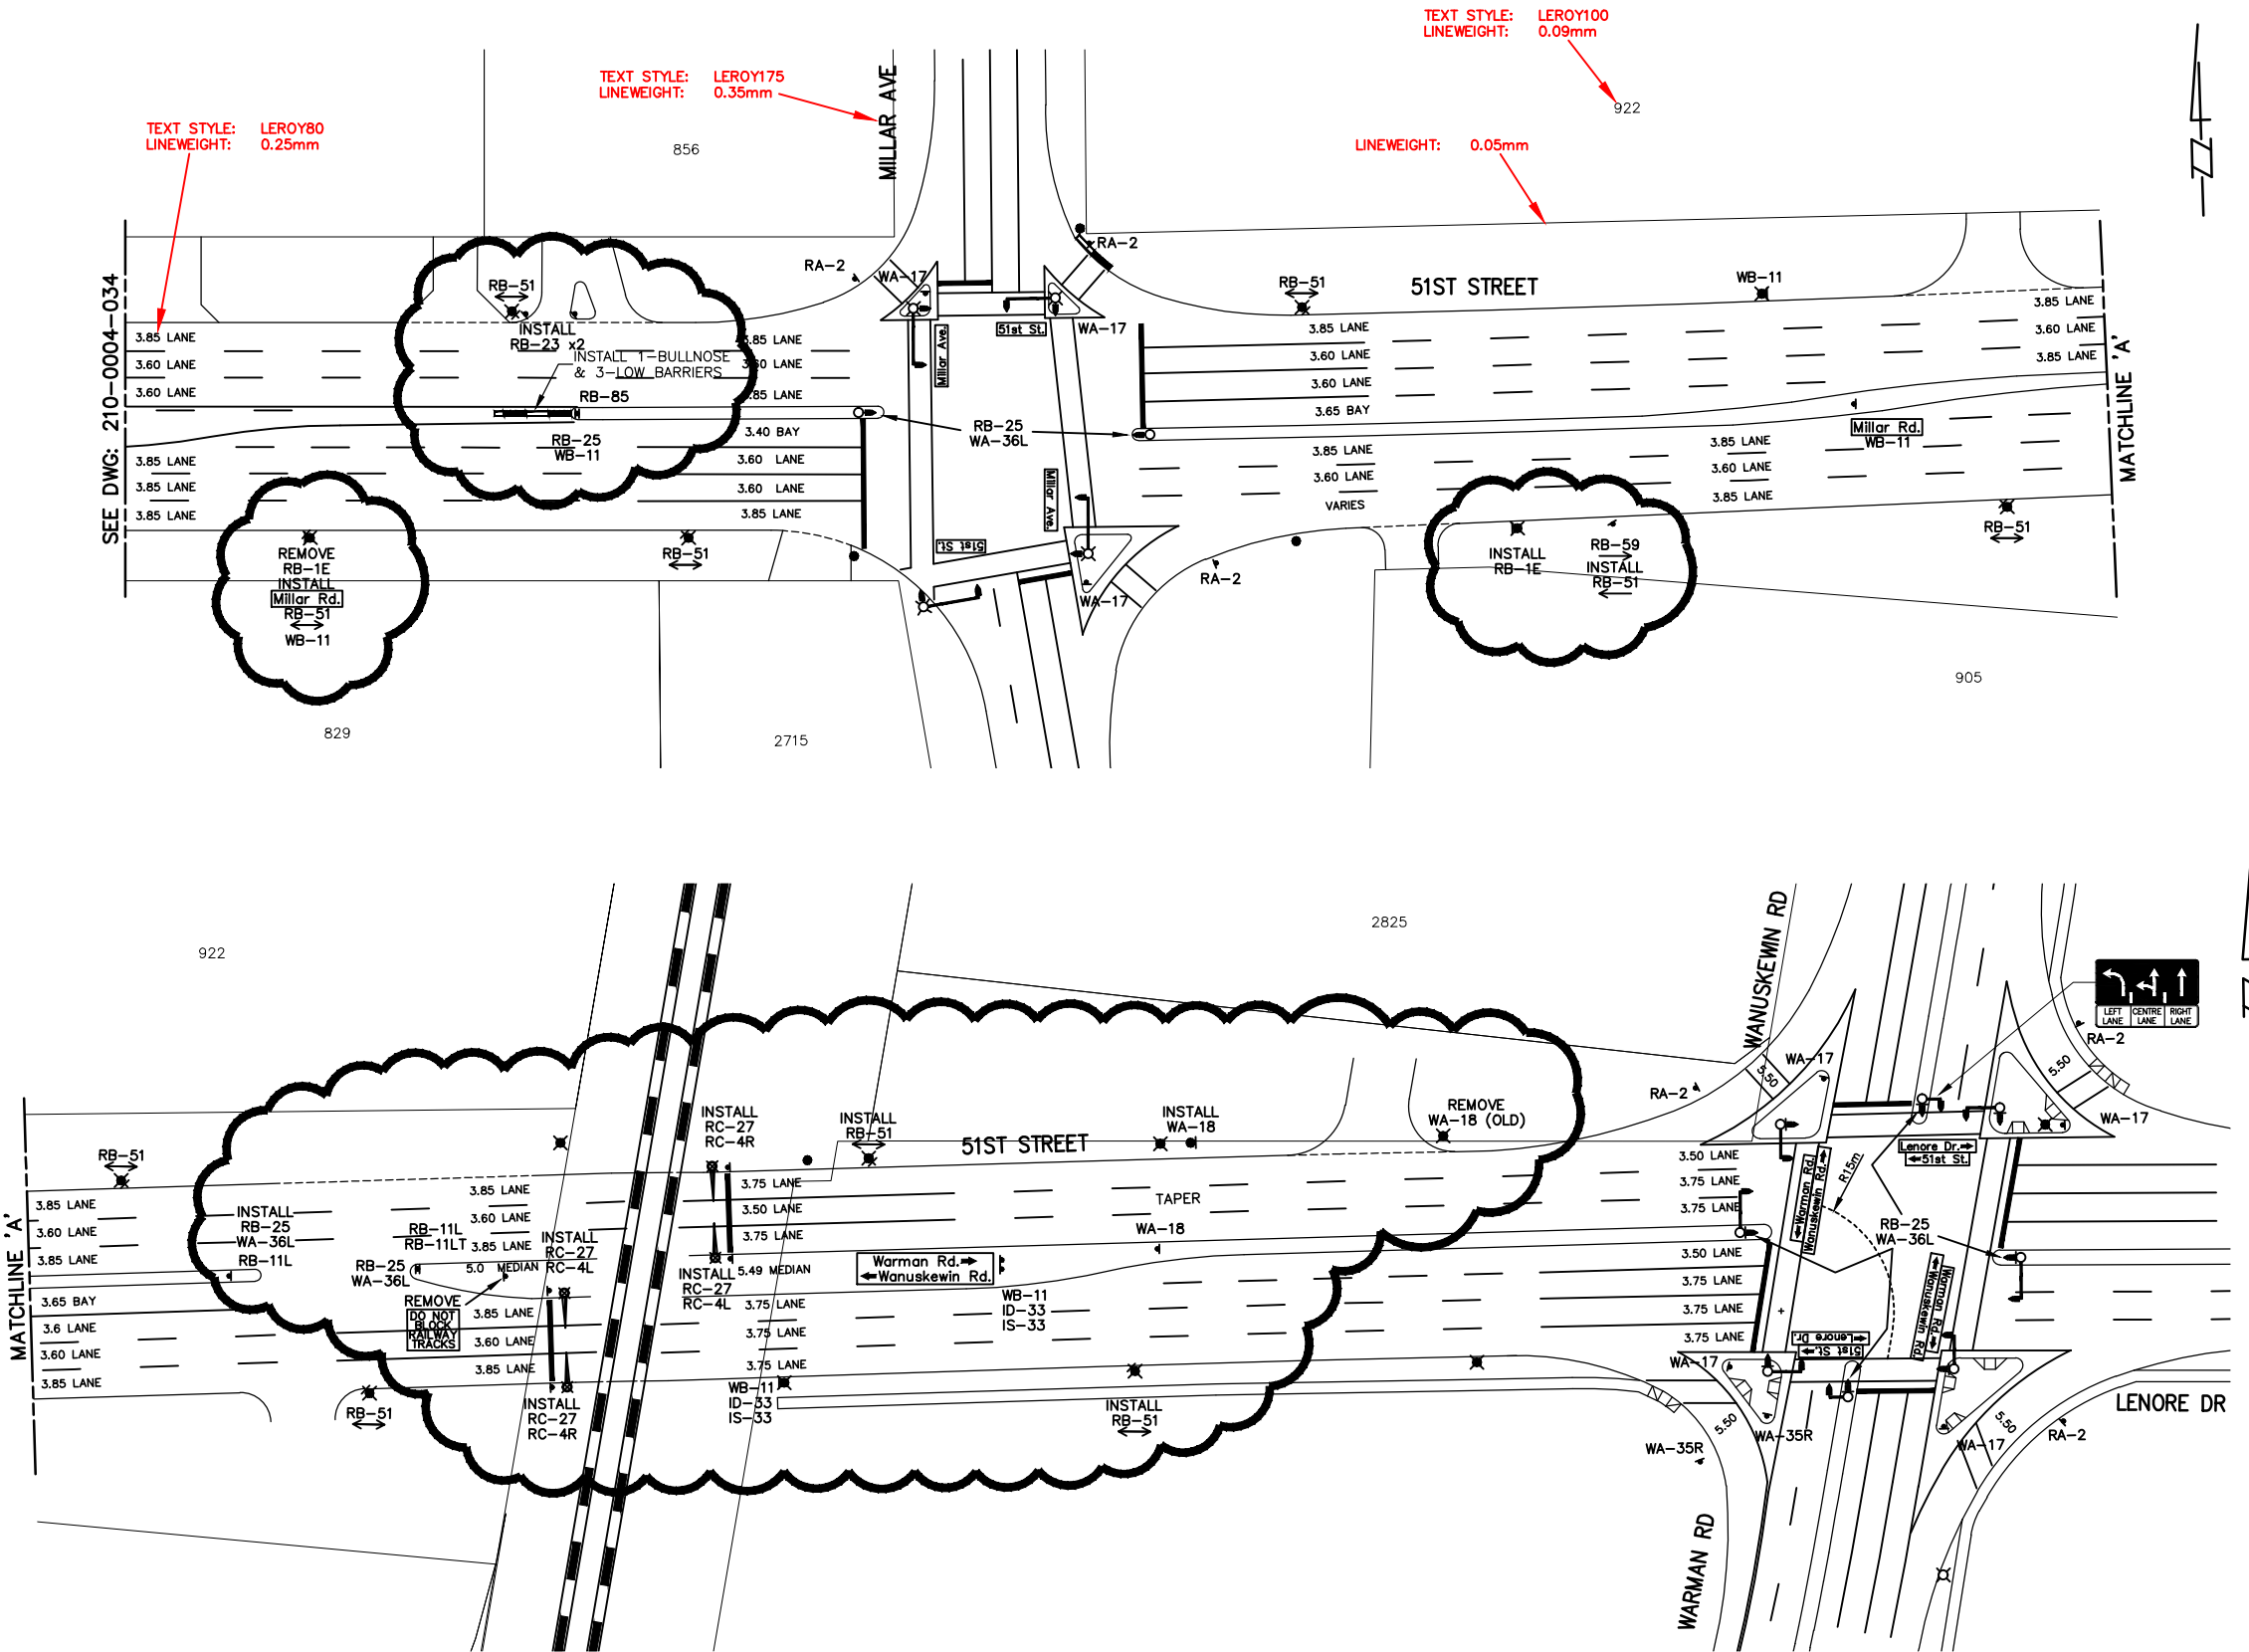 TEXT STYLE: LEROY100
LINEWEIGHT: 0.09mm
922
TEXT STYLE: LEROY175
LINEWEIGHT: 0.35mm
MILLAR AVE
TEXT STYLE: LEROY80
LINEWEIGHT: 0.25mm
856
LINEWEIGHT: 0.05mm
SEE DWG: 210-0004-034
RB-51
INSTALL
RB-23 x2
INSTALL 1-BULLNOSE
& 3-LOW BARRIERS
RB-85
RB-25
WB-11
3.85 LANE
3.60 LANE
3.60 LANE
3.85 LANE
3.85 LANE
3.85 LANE
3.85 LANE
3.60 LANE
3.85 LANE
3.40 BAY
3.60 LANE
3.60 LANE
3.85 LANE
REMOVE
RB-1E
INSTALL
Millar Rd.
RB-51
WB-11
RB-51
RA-2
WA-17
RA-2
Millar Ave.
51st St.
WA-17
RB-25
WA-36L
Millar Ave.
51st St.
WA-17
RA-2
RB-51
51ST STREET
WB-11
3.85 LANE
3.60 LANE
3.60 LANE
3.65 BAY
3.85 LANE
3.60 LANE
VARIES
3.85 LANE
3.60 LANE
3.85 LANE
Millar Rd.
WB-11
3.85 LANE
3.60 LANE
3.85 LANE
MATCHLINE 'A'
INSTALL
RB-1E
RB-59
INSTALL
RB-51
RB-51
905
829
2715
922
2825
MATCHLINE 'A'
RB-51
3.85 LANE
3.60 LANE
3.85 LANE
3.65 BAY
3.6 LANE
3.60 LANE
3.85 LANE
INSTALL
RB-25
WA-36L
RB-11L
RB-11L
RB-11LT
RB-25
WA-36L
3.85 LANE
3.60 LANE
3.85 LANE
5.0 MEDIAN
INSTALL
RC-27
RC-4L
REMOVE
DO NOT
BLOCK
RAILWAY
TRACKS
3.85 LANE
3.60 LANE
3.85 LANE
RB-51
INSTALL
RC-27
RC-4R
INSTALL
RC-27
RC-4R
INSTALL
RB-51
51ST STREET
INSTALL
WA-18
REMOVE
WA-18 (OLD)
3.75 LANE
3.50 LANE
3.75 LANE
TAPER
WA-18
INSTALL
RC-27
RC-4L
5.49 MEDIAN
Warman Rd.
Wanuskewin Rd.
3.75 LANE
3.75 LANE
3.75 LANE
WB-11
ID-33
IS-33
WB-11
ID-33
IS-33
INSTALL
RB-51
WANUSKEWIN RD
RA-2
WA-17
5.50
3.50 LANE
3.75 LANE
3.75 LANE
3.50 LANE
3.75 LANE
3.75 LANE
3.75 LANE
Warman Rd.
Wanuskewin Rd.
R15m
Lenore Dr.
51st St.
RB-25
WA-36L
Warman Rd.
Wanuskewin Rd.
Lenore Dr.
51st St.
LEFT LANE
CENTRE LANE
RIGHT LANE
RA-2
5.50
WA-17
WA-17
5.50
WA-35R
WA-35R
WA-17
5.50
RA-2
LENORE DR
WARMAN RD